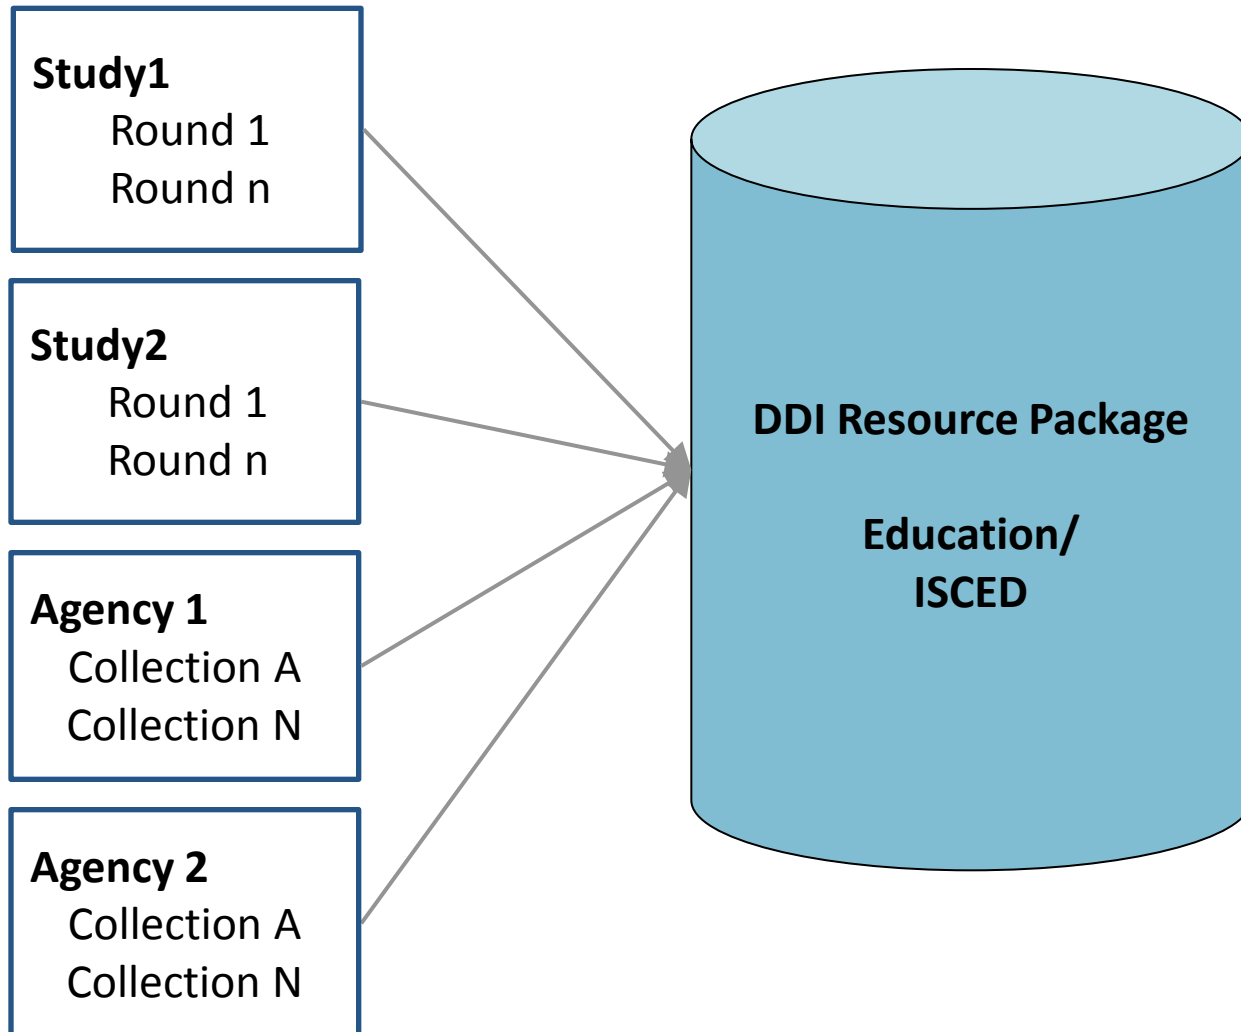 Study1
Round 1
Round n
Study2
Round 1
Round n
Agency 1
Collection A
Collection N
Agency 2
Collection A
Collection N
DDI Resource Package
Education/
ISCED